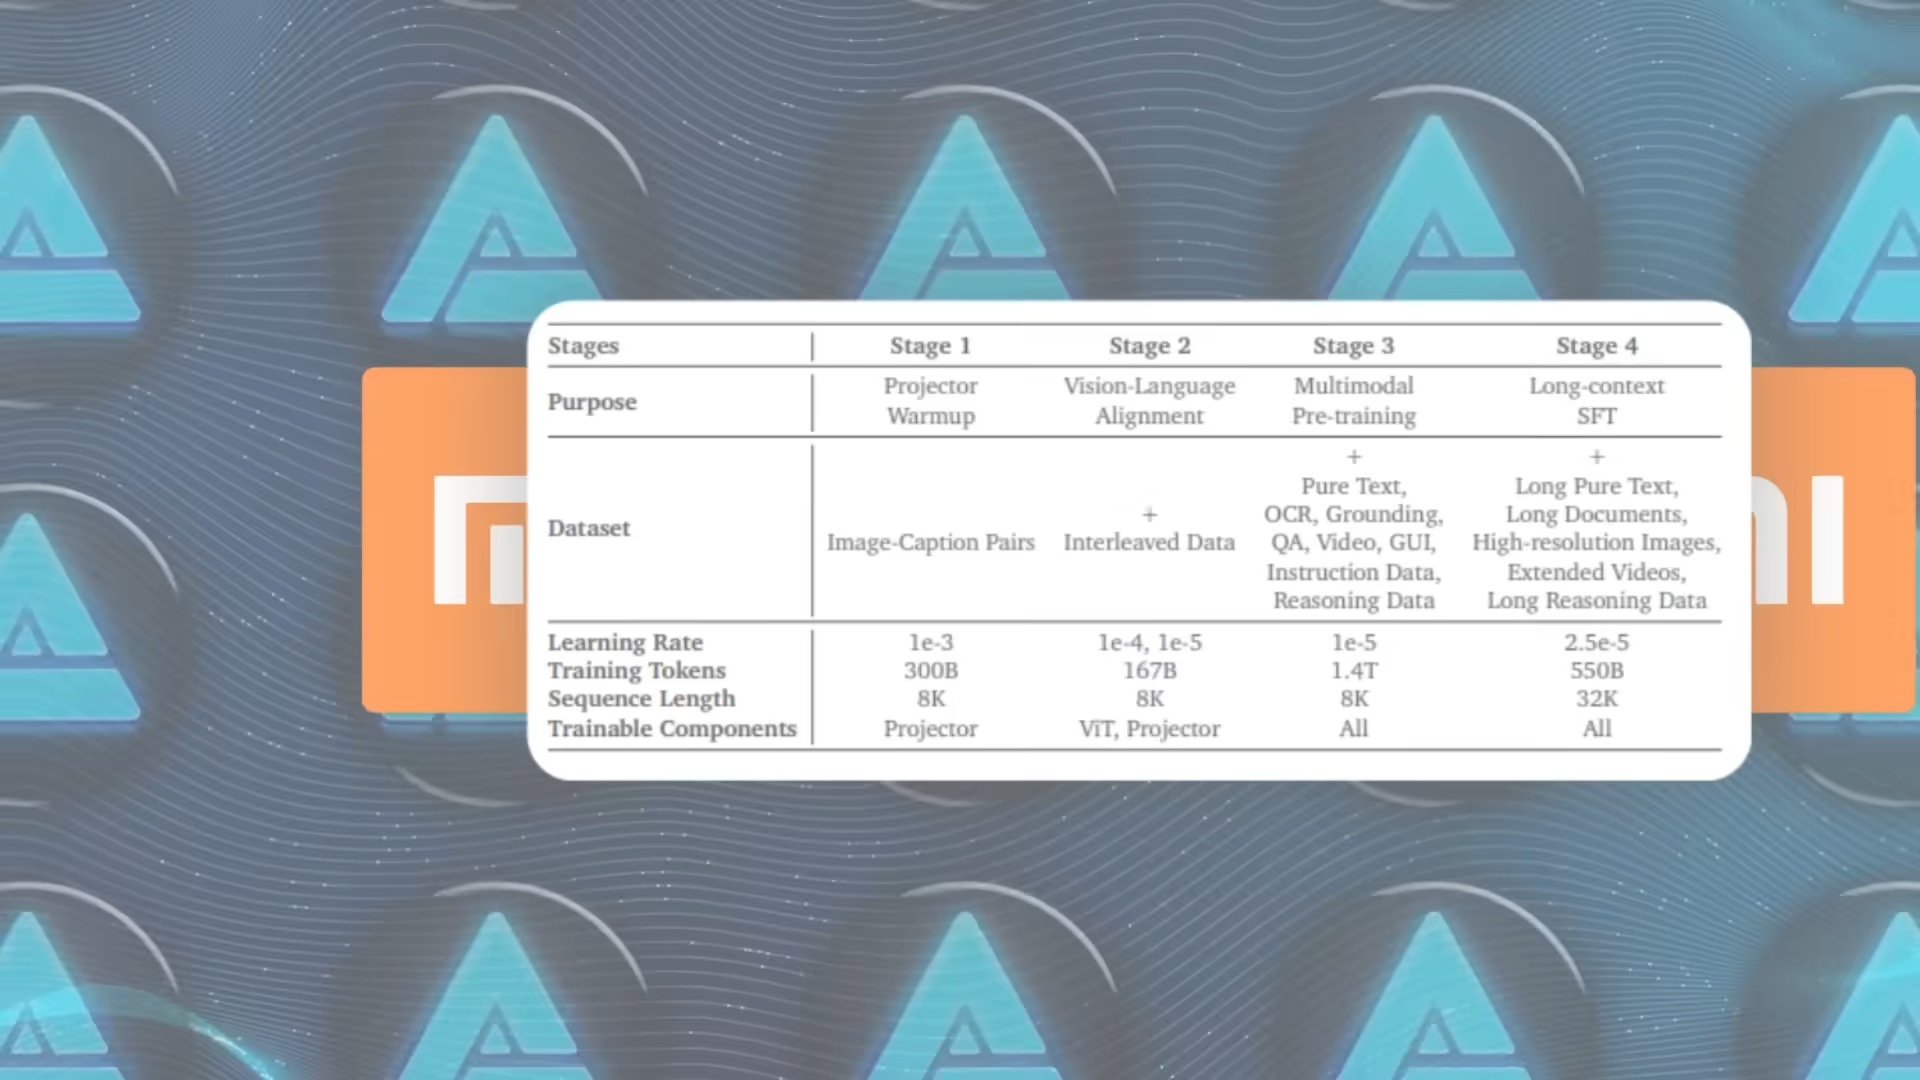 Stages Stage 1 Stage 2 Stage 3 Stage 4
Purpose Projector Warmup Vision-Language Alignment Multimodal Pre-training Long-context SFT
Dataset Image-Caption Pairs + Interleaved Data + Pure Text, OCR, Grounding, QA, Video, GUI, Instruction Data, Reasoning Data + Long Pure Text, Long Documents, High-resolution Images, Extended Videos, Long Reasoning Data
Learning Rate 1e-3 1e-4, 1e-5 1e-5 2.5e-5
Training Tokens 300B 167B 1.4T 550B
Sequence Length 8K 8K 8K 32K
Trainable Components Projector ViT, Projector All All